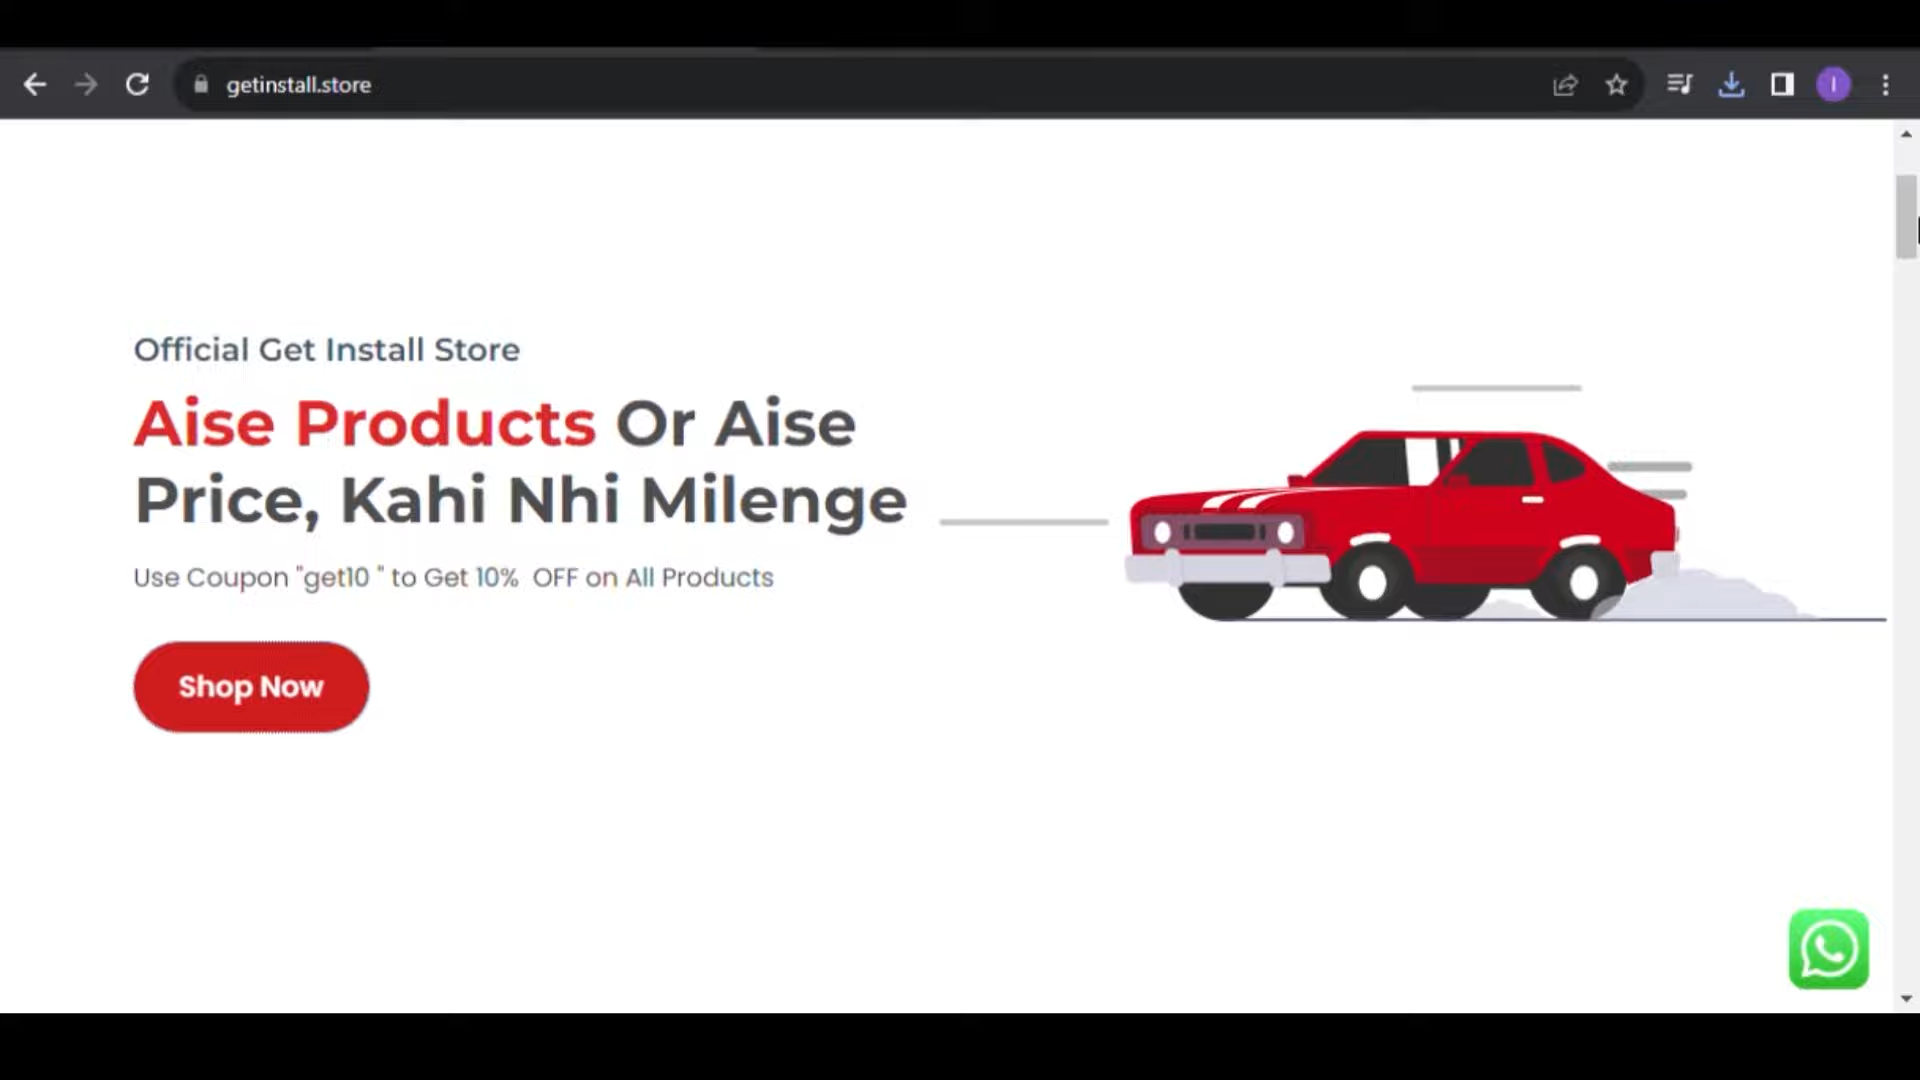 getinstall.store
I
Official Get Install Store
Aise Products Or Aise
Price, Kahi Nhi Milenge
Use Coupon "get10 " to Get 10%  OFF on All Products
Shop Now